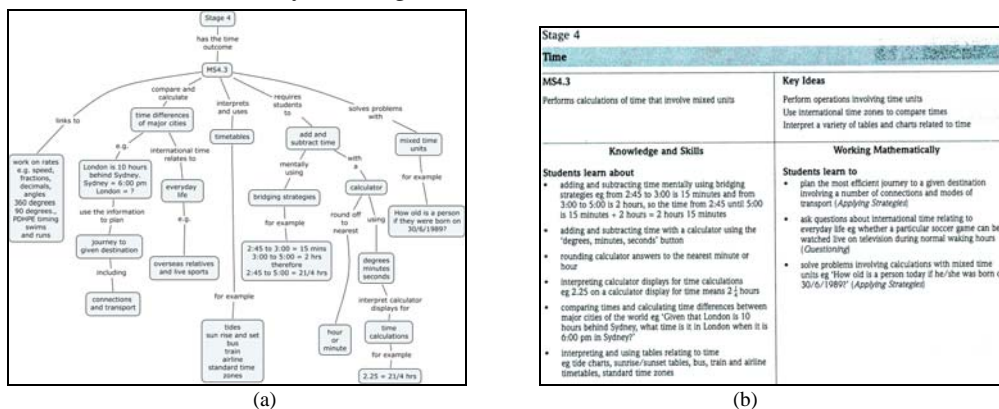 Stage 4
has the time
outcome
MS4.3
links to
compare and
calculate
interprets
and uses
requires
students
to
solves problems
with
time differences
of major cities
timetables
add and
subtract time
mixed time
units
e.g.
international time
relates to
mentally
using
with
a
for example
work on rates
e.g. speed,
fractions,
decimals,
angles
360 degrees
90 degrees.,
PDHPE timing
swims
and runs
London is 10 hours
behind Sydney.
Sydney = 6:00 pm
London = ?
everyday
life
bridging strategies
calculator
How old is a person
if they were born on
30/6/1989?
use the information
to plan
e.g.
for example
round off
to
nearest
using
journey to
given destination
overseas relatives
and live sports
2:45 to 3:00 = 15 mins
3:00 to 5:00 = 2 hrs
therefore
2:45 to 5:00 = 21/4 hrs
degrees
minutes
seconds
including
for example
interpret calculator
displays for
connections
and transport
tides
sun rise and set
bus
train
airline
standard time
zones
hour
or
minute
time
calculations
for example
2.25 = 21/4 hrs
(a)
Stage 4
Time
MS4.3
Performs calculations of time that involve mixed units
Key Ideas
Perform operations involving time units
Use international time zones to compare times
Interpret a variety of tables and charts related to time
Knowledge and Skills
Students learn about
• adding and subtracting time mentally using bridging
strategies eg from 2:45 to 3:00 is 15 minutes and from
3:00 to 5:00 is 2 hours, so the time from 2:45 until 5:00
is 15 minutes + 2 hours = 2 hours 15 minutes
• adding and subtracting time with a calculator using the
'degrees, minutes, seconds' button
• rounding calculator answers to the nearest minute or
hour
• interpreting calculator displays for time calculations
eg 2.25 on a calculator display for time means 2 1/4 hours
• comparing times and calculating time differences between
major cities of the world eg 'Given that London is 10
hours behind Sydney, what time is it in London when it is
6:00 pm in Sydney?'
• interpreting and using tables relating to time
eg tide charts, sunrise/sunset tables, bus, train and airline
timetables, standard time zones
Working Mathematically
Students learn to
• plan the most efficient journey to a given destination
involving a number of connections and modes of
transport (Applying Strategies)
• ask questions about international time relating to
everyday life eg whether a particular soccer game can be
watched live on television during normal waking hours
(Questioning)
• solve problems involving calculations with mixed time
units eg 'How old is a person today if he/she was born on
30/6/1989?' (Applying Strategies)
(b)